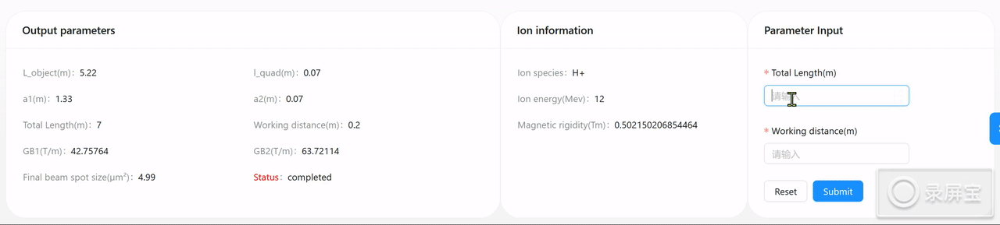 Output parameters
L_object(m): 5.22
l_quad(m): 0.07
a1(m): 1.33
a2(m): 0.07
Total Length(m): 7
Working distance(m): 0.2
GB1(T/m): 42.75764
GB2(T/m): 63.72114
Final beam spot size(μm²): 4.99
Status: completed
Ion information
Ion species: H+
Ion energy(Mev): 12
Magnetic rigidity(Tm): 0.502150206854464
Parameter Input
* Total Length(m)
请输入
* Working distance(m)
请输入
Reset
Submit
录屏宝